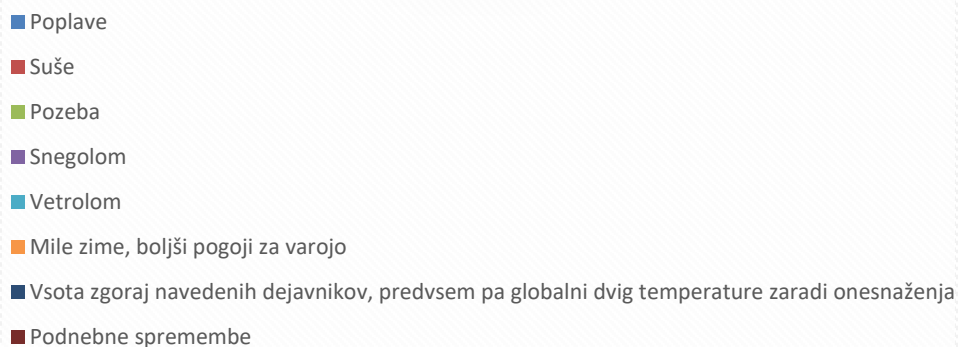 Poplave
Suše
Pozeba
Snegolom
Vetrolom
Mile zime, boljši pogoji za varojo
Vsota zgoraj navedenih dejavnikov, predvsem pa globalni dvig temperature zaradi onesnaženja
Podnebne spremembe